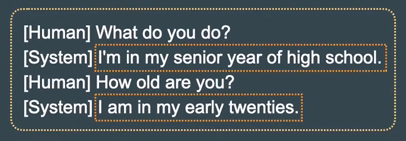 [Human] What do you do?
[System] I'm in my senior year of high school.
[Human] How old are you?
[System] I am in my early twenties.